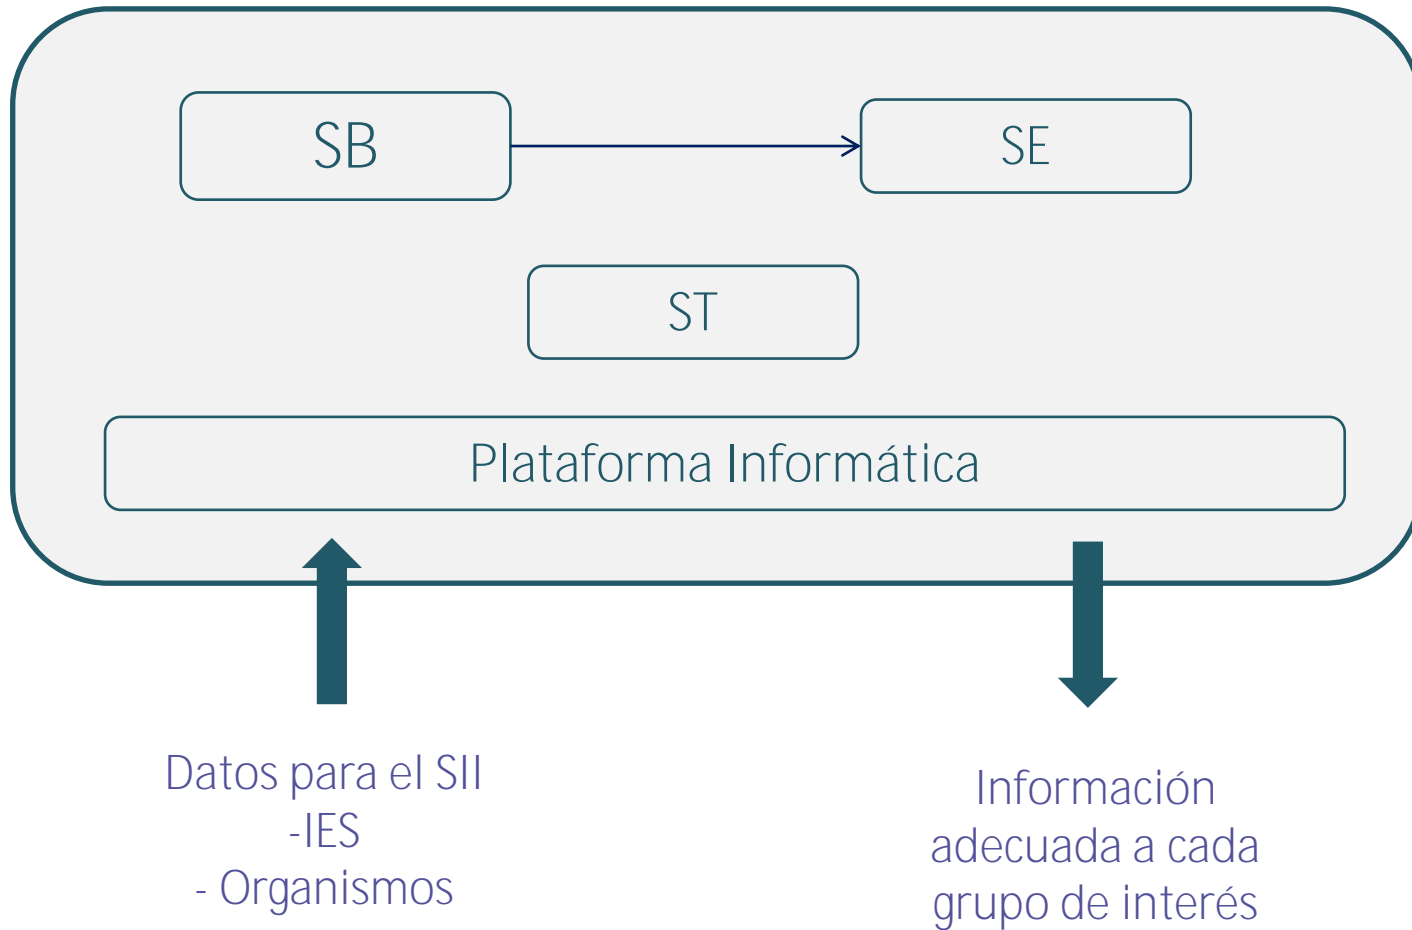 SB
SE
ST
Plataforma Informática
Datos para el SII
-IES
- Organismos
Información
adecuada a cada
grupo de interés